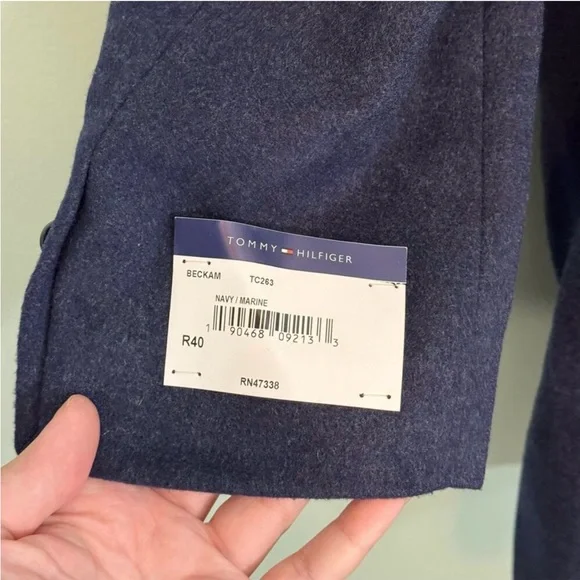 TOMMY HILFIGER
BECKAM TC263
NAVY / MARINE
R40
1 90468 09213 3
RN47338